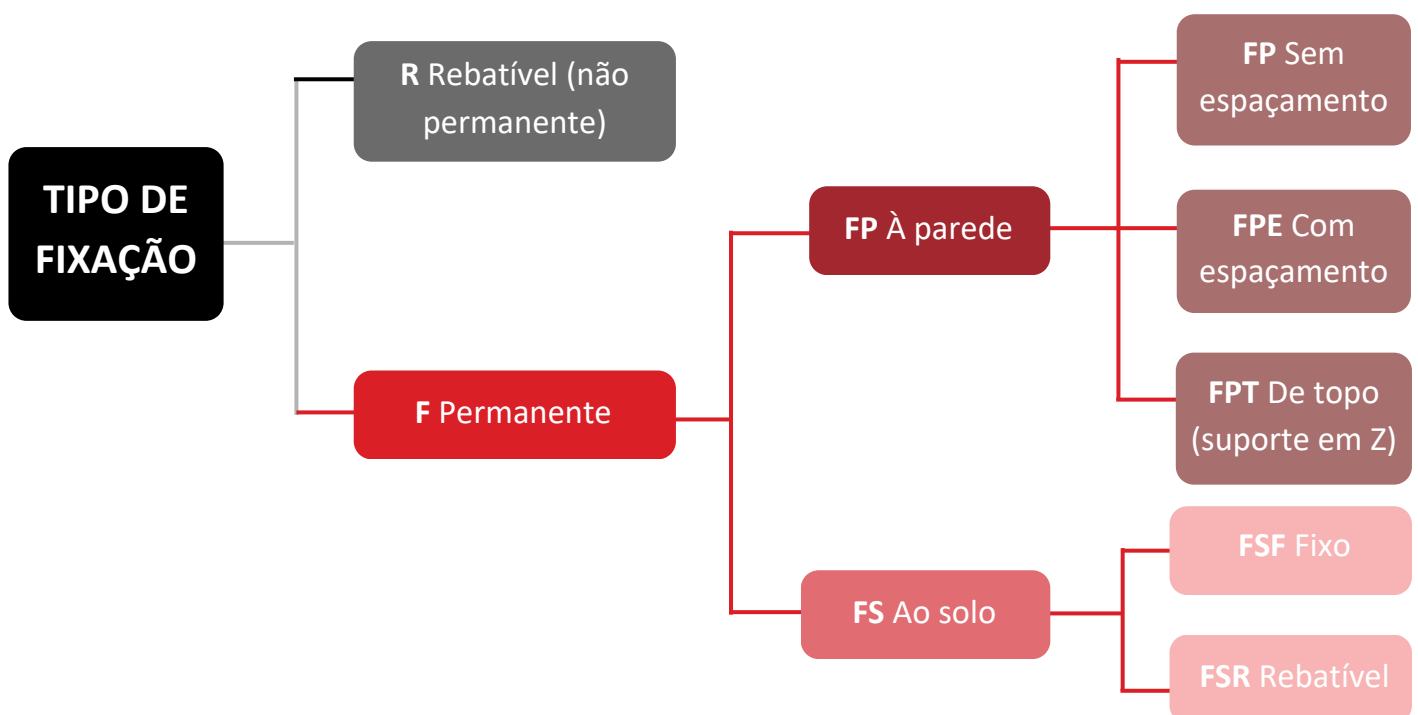 TIPO DE
FIXAÇÃO
R Rebatível (não
permanente)
F Permanente
FP À parede
FP Sem
espaçamento
FPE Com
espaçamento
FPT De topo
(suporte em Z)
FS Ao solo
FSF Fixo
FSR Rebatível